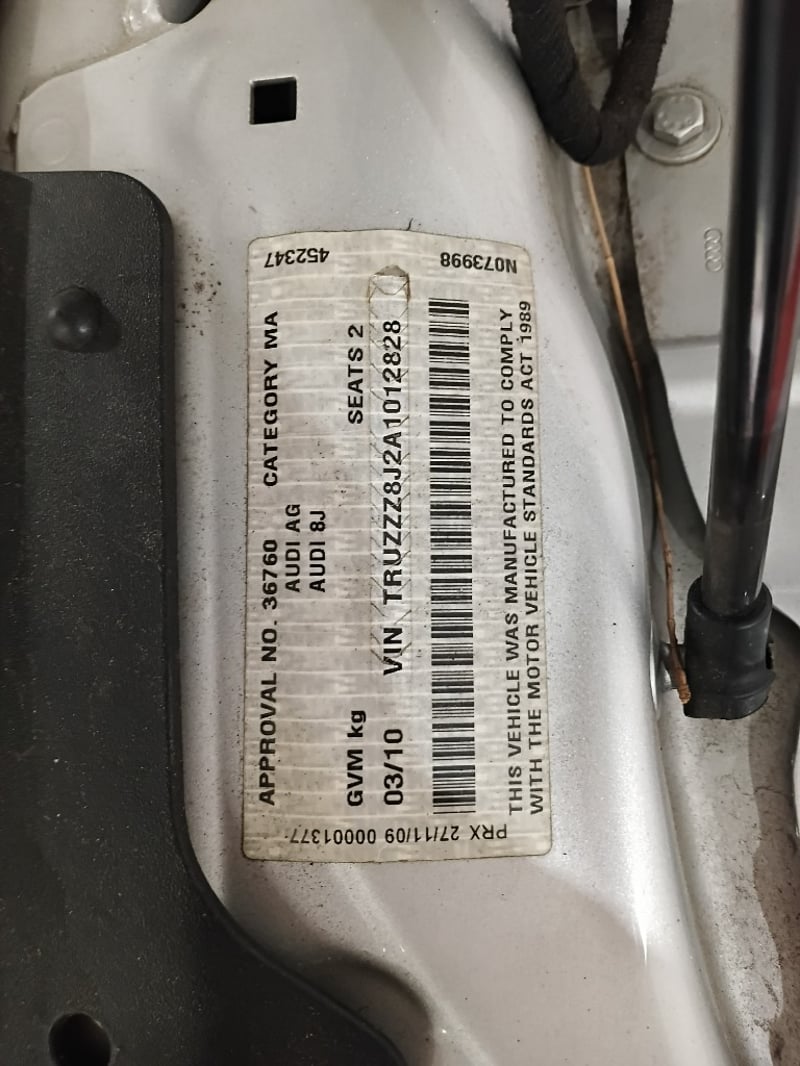 452347
N073998
APPROVAL NO. 36760 CATEGORY MA
AUDI AG
AUDI 8J
GVM kg SEATS 2
03/10 VIN TRUZZZ8J2A1012828
THIS VEHICLE WAS MANUFACTURED TO COMPLY
WITH THE MOTOR VEHICLE STANDARDS ACT 1989
PRX 27/11/09 00001377